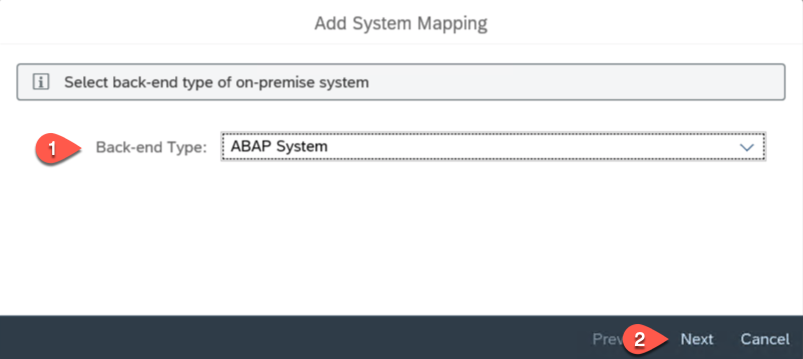 Add System Mapping
i Select back-end type of on-premise system
1 Back-end Type: ABAP System
Prev 2 Next Cancel